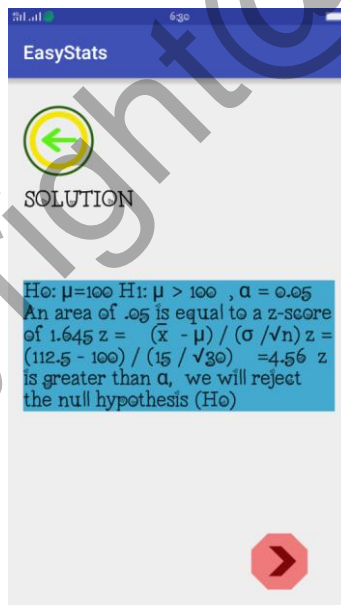 6:30
EasyStats
SOLUTION
Ho: μ=100 H1: μ > 100 , α = 0.05
An area of .05 is equal to a z-score
of 1.645 z = (x̅ - μ) / (σ /√n) z =
(112.5 - 100) / (15 / √30) =4.56 z
is greater than α, we will reject
the null hypothesis (Ho)
right@